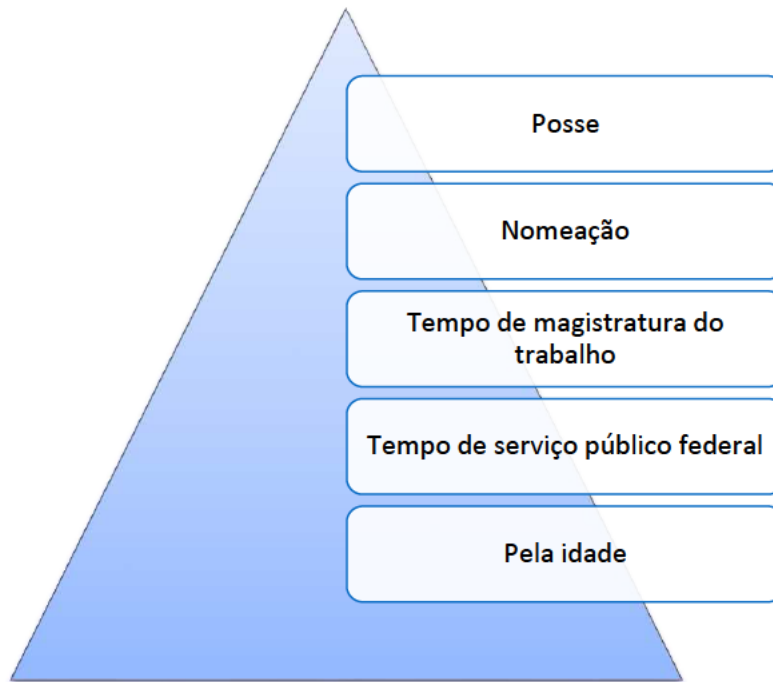 Posse
Nomeação
Tempo de magistratura do
trabalho
Tempo de serviço público federal
Pela idade